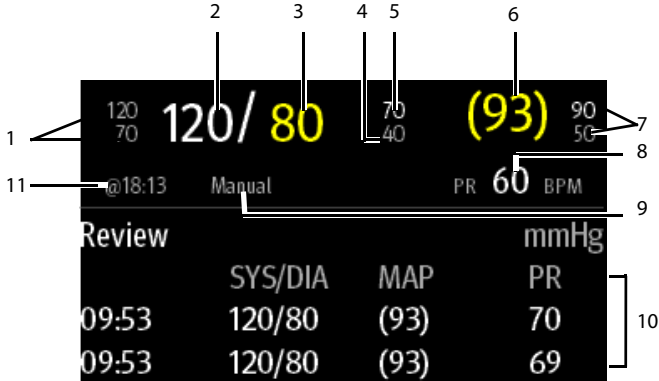 2 3 4 5 6
120 120/ 80 70 (93) 90
1 70 40 50 7
8
11 @18:13 Manual PR 60 BPM
9
Review mmHg
SYS/DIA MAP PR
10
09:53 120/80 (93) 70
09:53 120/80 (93) 69